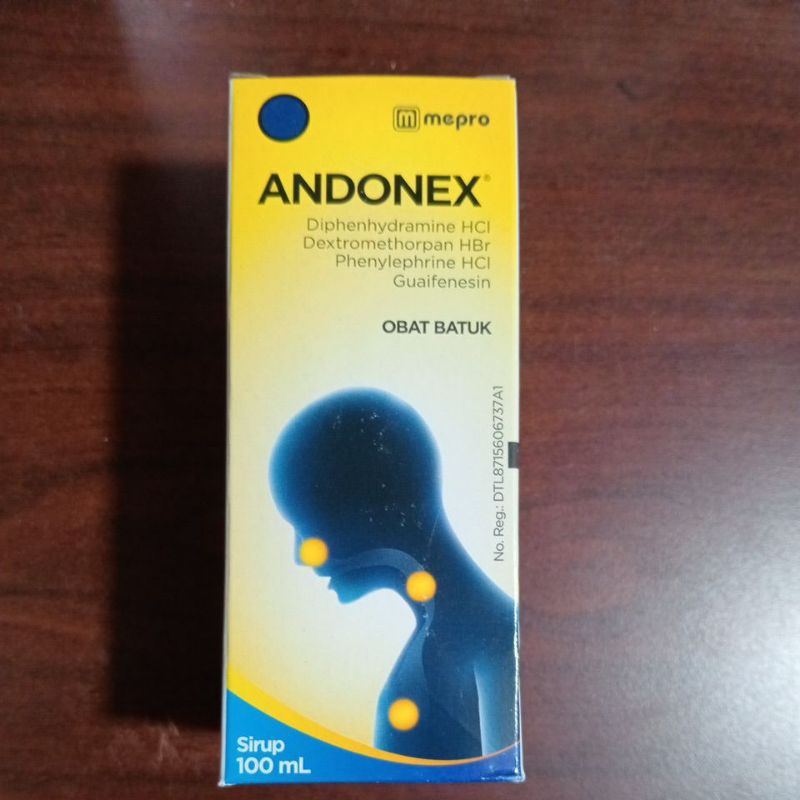 mepro
ANDONEX®
Diphenhydramine HCl
Dextromethorpan HBr
Phenylephrine HCl
Guaifenesin
OBAT BATUK
No. Reg.: DTL8715606737A1
Sirup
100 mL